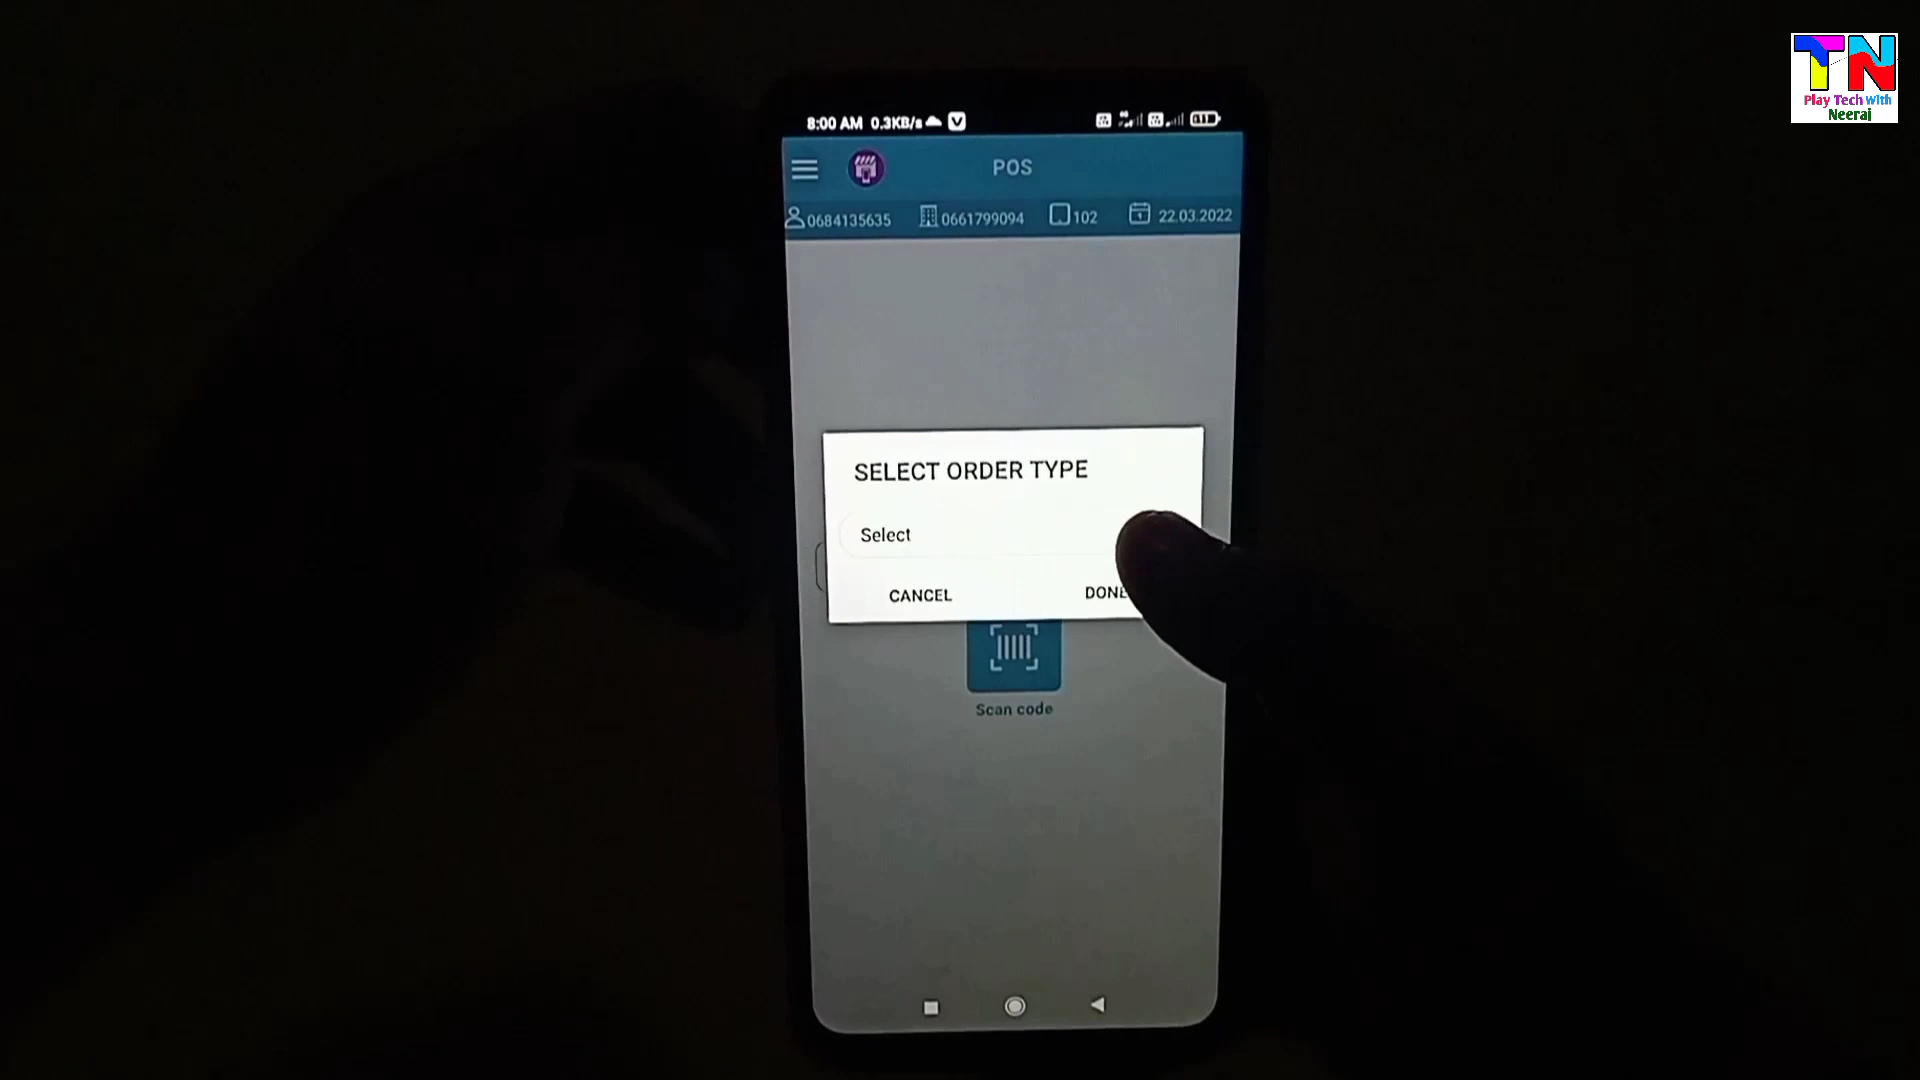 TN
Play Tech With
Neeraj
8:00 AM 0.3KB/s
POS
0684135635 0661799094 102 22.03.2022
SELECT ORDER TYPE
Select
CANCEL DONE
Scan code